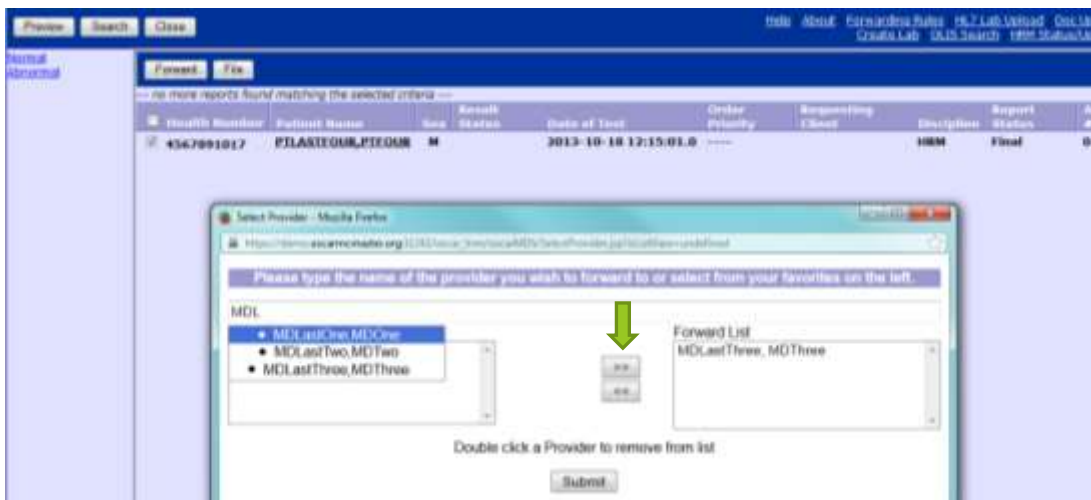 Preview Search Close
Help About Forwarding Rules HL7 Lab Upload
Create Lab OLIS Search HRM
Normal
Abnormal
Forward File
-- no more reports found matching the selected criteria --
Health Number Patient Name Sex Result Status Date of Test Order Priority Requesting Client Discipline Report Status
4567891017 PTLASTFOUR,PTFOUR M 2013-10-18 12:15:01.0 ---- HRM Final
Select Provider - Mozilla Firefox
Please type the name of the provider you wish to forward to or select from your favorites on the left.
MDL
MDLastOne,MDOne
MDLastTwo,MDTwo
MDLastThree,MDThree
Forward List
MDLastThree, MDThree
>>
<<
Double click a Provider to remove from list
Submit